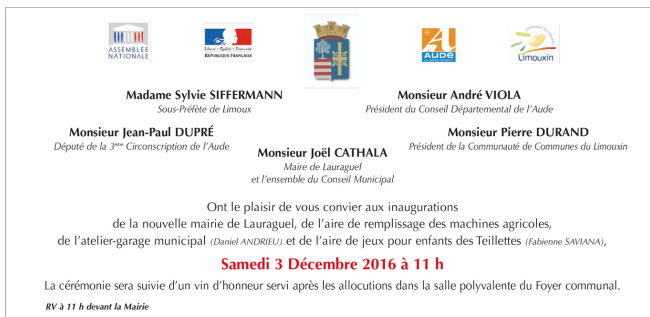 ASSEMBLÉE
NATIONALE
Liberté • Égalité • Fraternité
RÉPUBLIQUE FRANÇAISE
AUDE
Limouxin
Madame Sylvie SIFFERMANN
Sous-Préfète de Limoux
Monsieur André VIOLA
Président du Conseil Départemental de l'Aude
Monsieur Jean-Paul DUPRÉ
Député de la 3ème Circonscription de l'Aude
Monsieur Pierre DURAND
Président de la Communauté de Communes du Limouxin
Monsieur Joël CATHALA
Maire de Lauraguel
et l'ensemble du Conseil Municipal
Ont le plaisir de vous convier aux inaugurations
de la nouvelle mairie de Lauraguel, de l'aire de remplissage des machines agricoles,
de l'atelier-garage municipal (Daniel ANDRIEU) et de l'aire de jeux pour enfants des Teillettes (Fabienne SAVIANA),
Samedi 3 Décembre 2016 à 11 h
La cérémonie sera suivie d'un vin d'honneur servi après les allocutions dans la salle polyvalente du Foyer communal.
RV à 11 h devant la Mairie